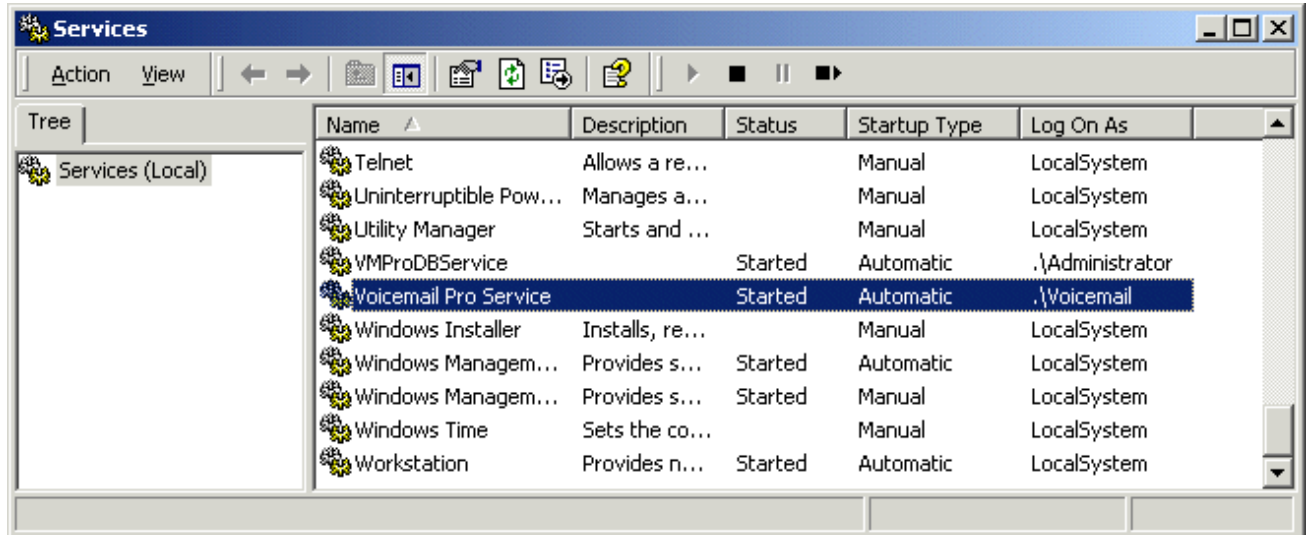 Services
Action View
Tree
Name Description Status Startup Type Log On As
Services (Local)
Telnet Allows a re... Manual LocalSystem
Uninterruptible Pow... Manages a... Manual LocalSystem
Utility Manager Starts and ... Manual LocalSystem
VMProDBService Started Automatic .\Administrator
Voicemail Pro Service Started Automatic .\Voicemail
Windows Installer Installs, re... Manual LocalSystem
Windows Managem... Provides s... Started Automatic LocalSystem
Windows Managem... Provides s... Started Manual LocalSystem
Windows Time Sets the co... Manual LocalSystem
Workstation Provides n... Started Automatic LocalSystem